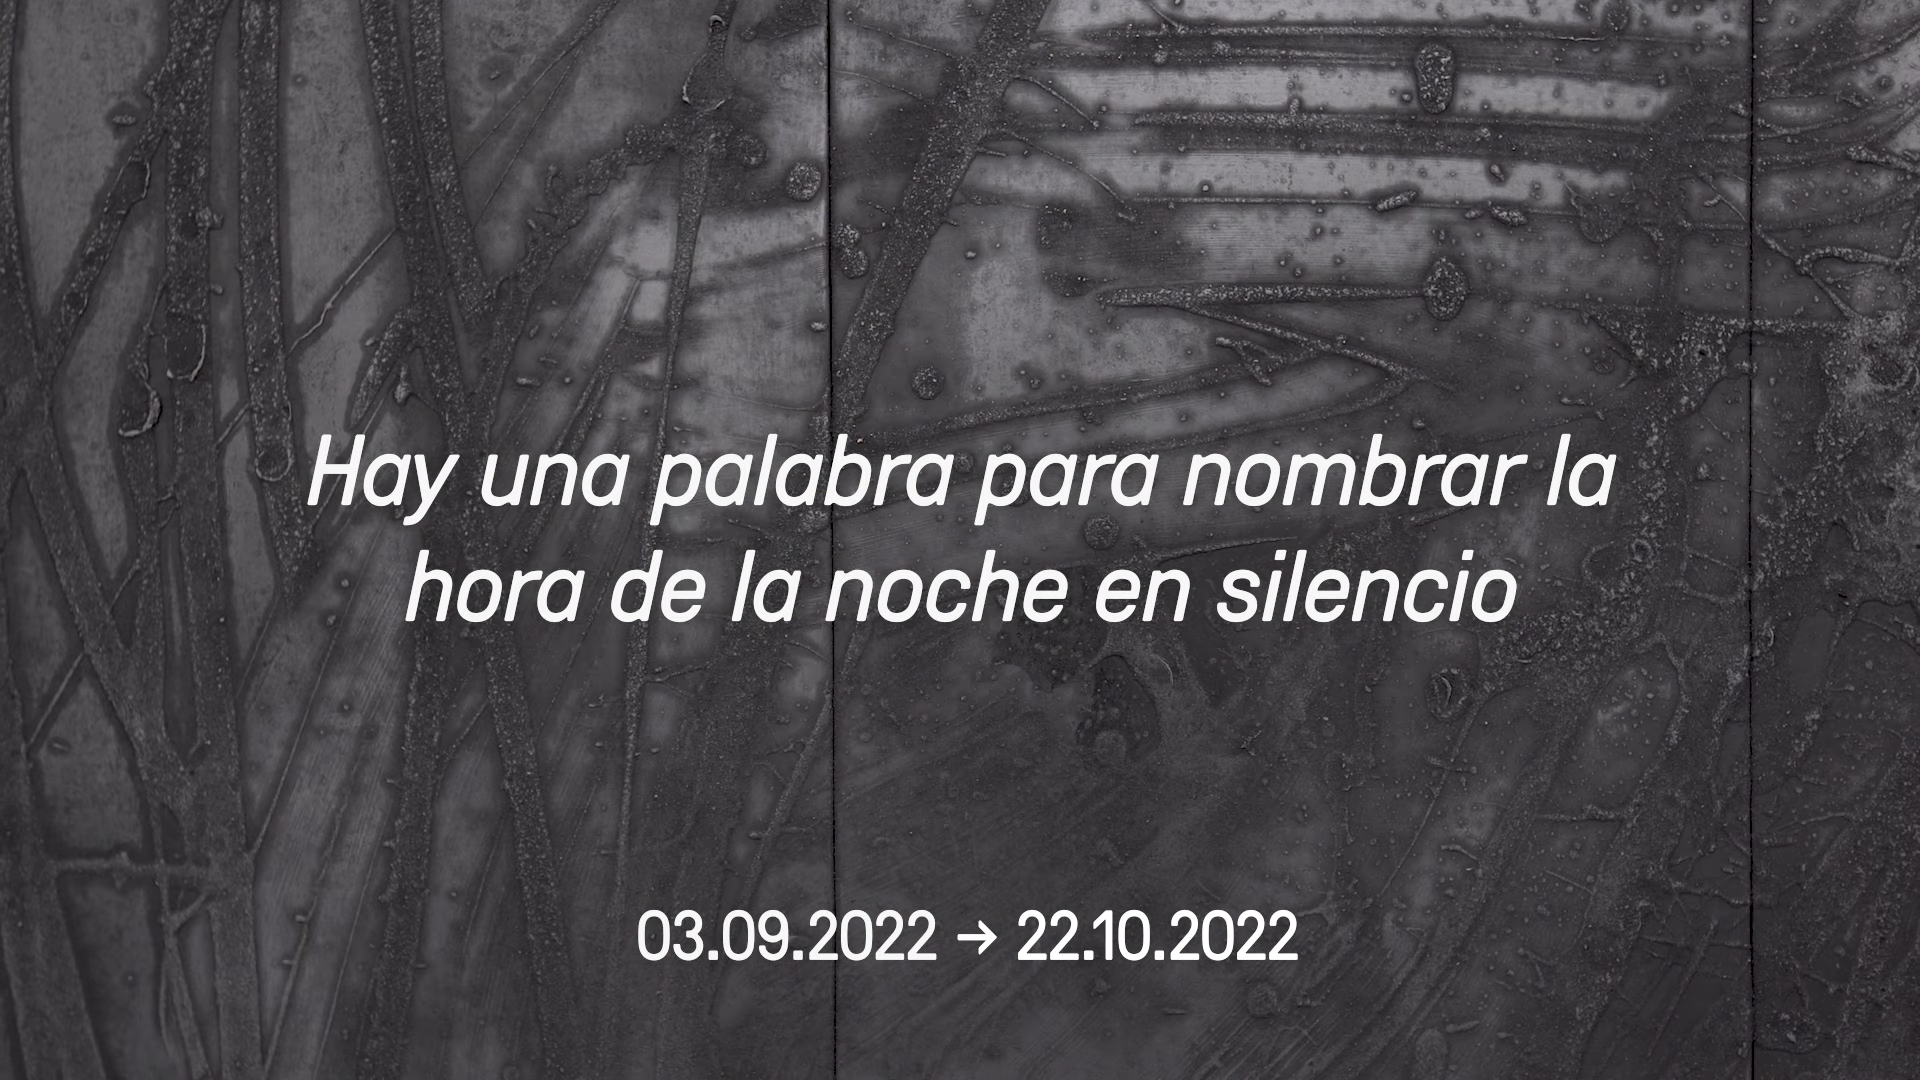 Hay una palabra para nombrar la
hora de la noche en silencio
03.09.2022 → 22.10.2022